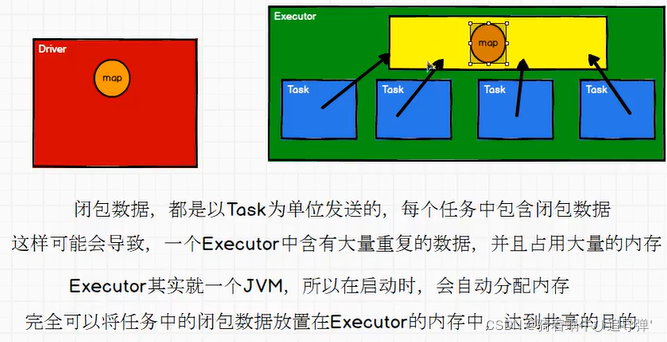 Driver
map
Executor
map
Task
Task
Task
Task
闭包数据，都是以Task为单位发送的，每个任务中包含闭包数据
这样可能会导致，一个Executor中含有大量重复的数据，并且占用大量的内存
Executor其实就一个JVM，所以在启动时，会自动分配内存
完全可以将任务中的闭包数据放置在Executor的内存中，达到共享的目的